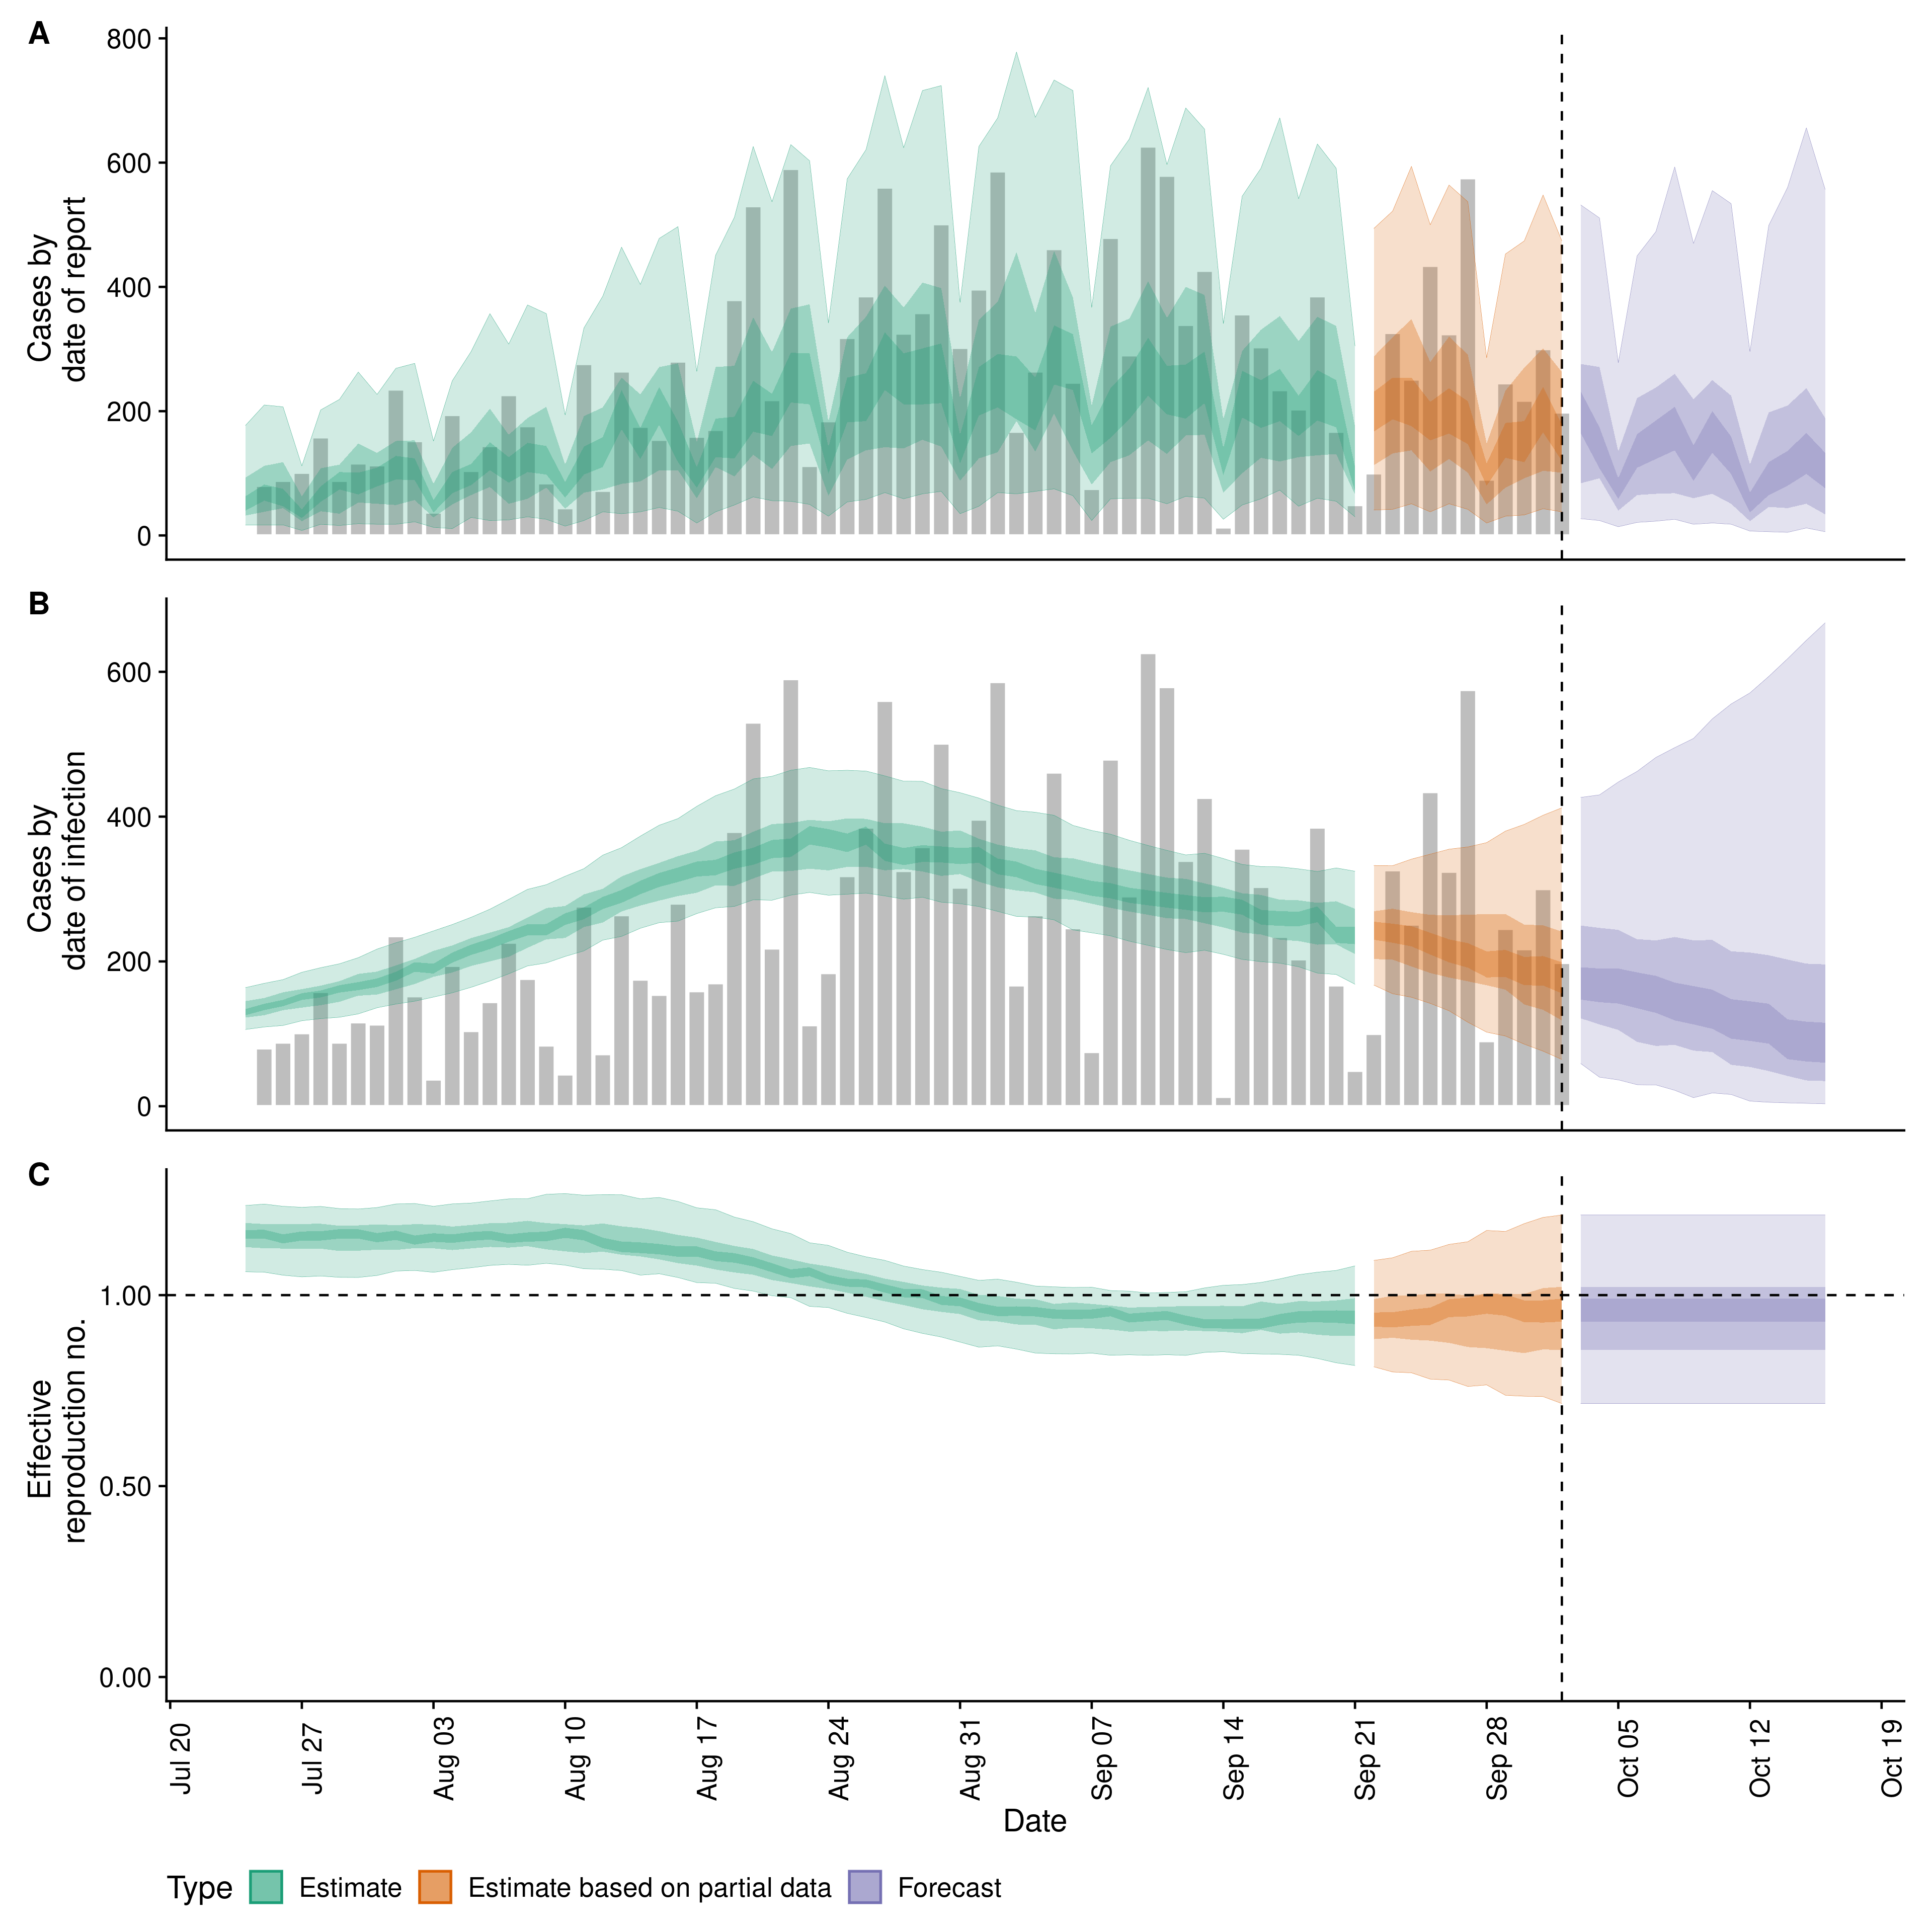 A
800
600
400
200
0
Cases by
date of report
B
600
400
200
0
Cases by
date of infection
C
1.00
0.50
0.00
Effective
reproduction no.
Jul 20
Jul 27
Aug 03
Aug 10
Aug 17
Aug 24
Aug 31
Sep 07
Sep 14
Sep 21
Sep 28
Oct 05
Oct 12
Oct 19
Date
Type Estimate Estimate based on partial data Forecast